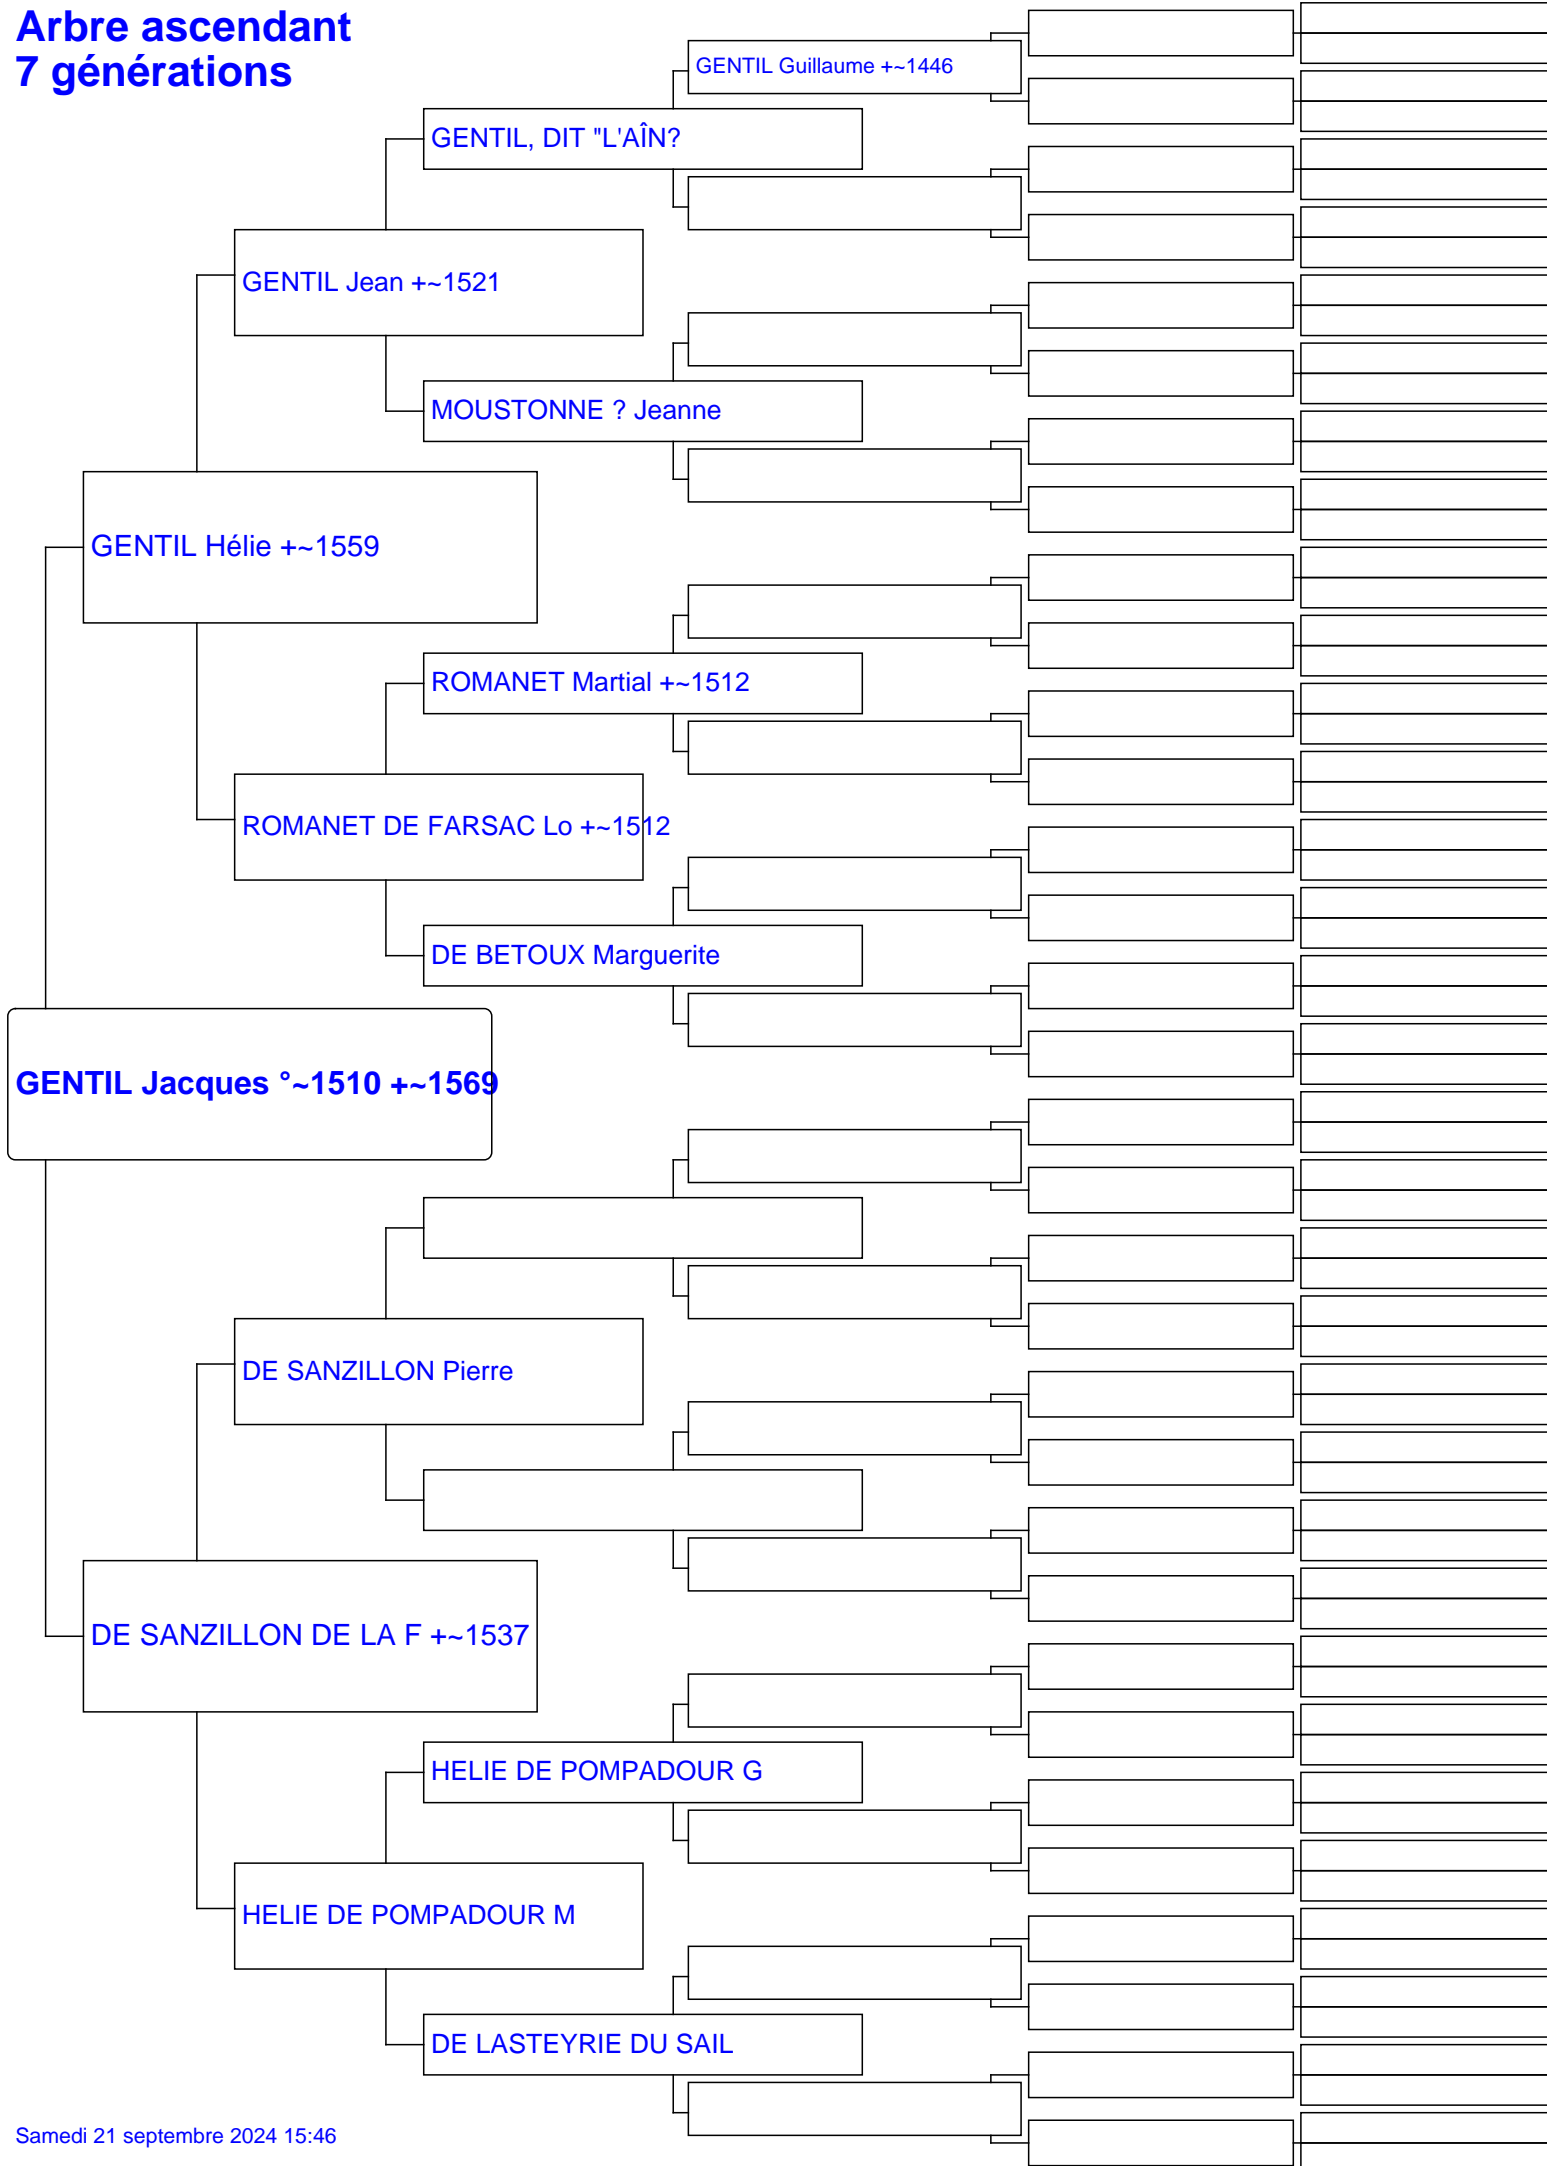 Arbre ascendant
7 générations
GENTIL Guillaume +~1446
GENTIL, DIT "L'AÎN?
GENTIL Jean +~1521
MOUSTONNE ? Jeanne
GENTIL Hélie +~1559
ROMANET Martial +~1512
ROMANET DE FARSAC Lo +~1512
DE BETOUX Marguerite
GENTIL Jacques °~1510 +~1569
DE SANZILLON Pierre
DE SANZILLON DE LA F +~1537
HELIE DE POMPADOUR G
HELIE DE POMPADOUR M
DE LASTEYRIE DU SAIL
Samedi 21 septembre 2024 15:46